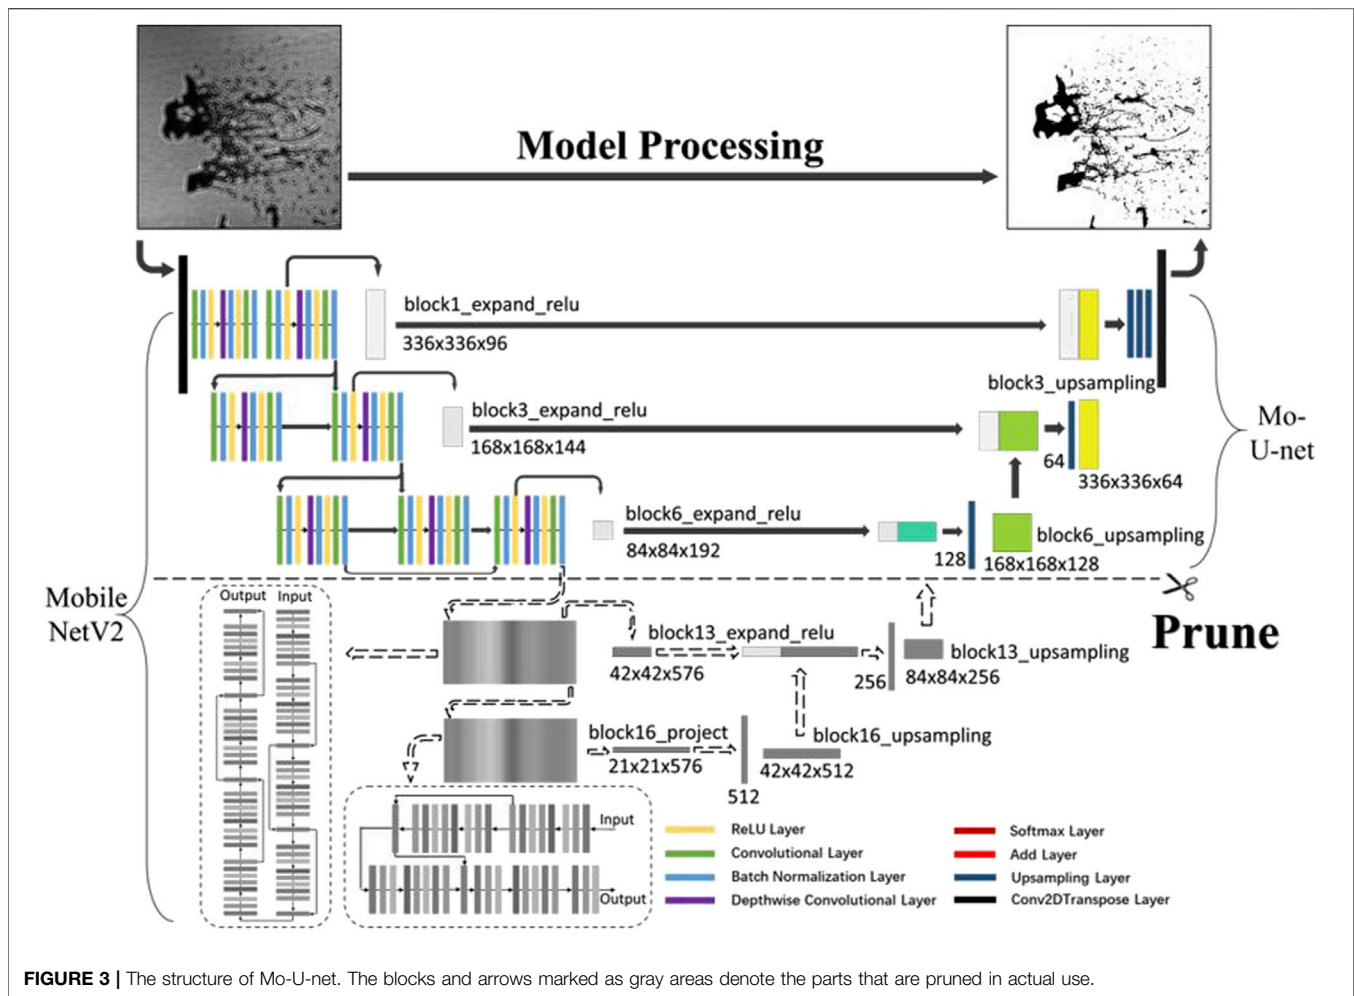 Model Processing
block1_expand_relu
336x336x96
block3_upsampling
block3_expand_relu
168x168x144
64
336x336x64
Mo-
U-net
block6_expand_relu
84x84x192
128
block6_upsampling
168x168x128
Mobile
NetV2
Prune
Output
Input
block13_expand_relu
42x42x576
256
block13_upsampling
84x84x256
block16_project
21x21x576
512
block16_upsampling
42x42x512
Input
Output
ReLU Layer
Convolutional Layer
Batch Normalization Layer
Depthwise Convolutional Layer
Softmax Layer
Add Layer
Upsampling Layer
Conv2DTranspose Layer
FIGURE 3 | The structure of Mo-U-net. The blocks and arrows marked as gray areas denote the parts that are pruned in actual use.